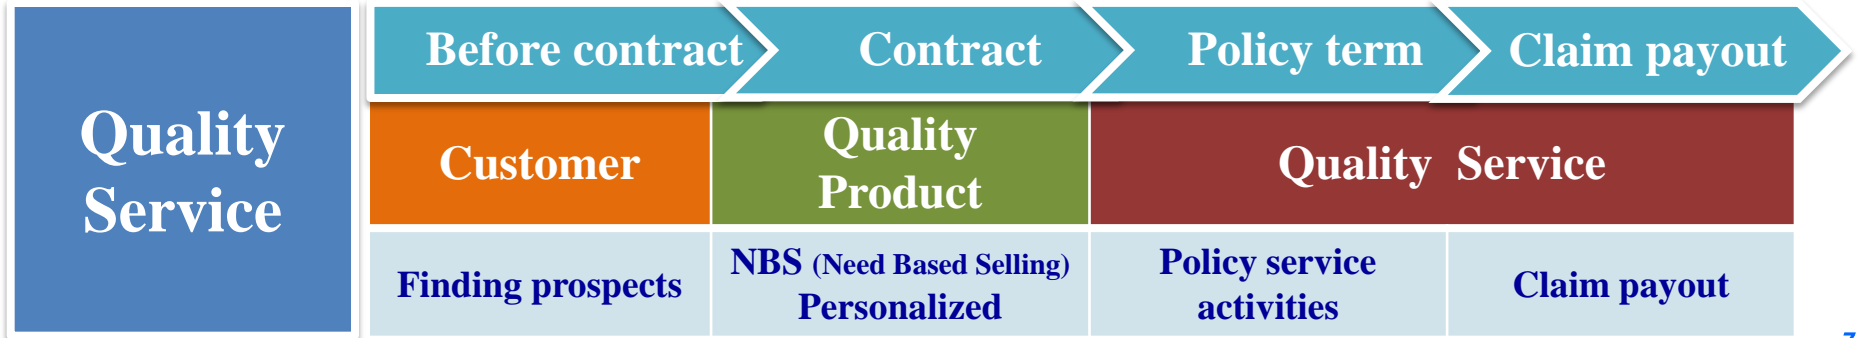 Quality
Service
Before contract
Contract
Policy term
Claim payout
Customer
Quality
Product
Quality Service
Finding prospects
NBS (Need Based Selling)
Personalized
Policy service
activities
Claim payout